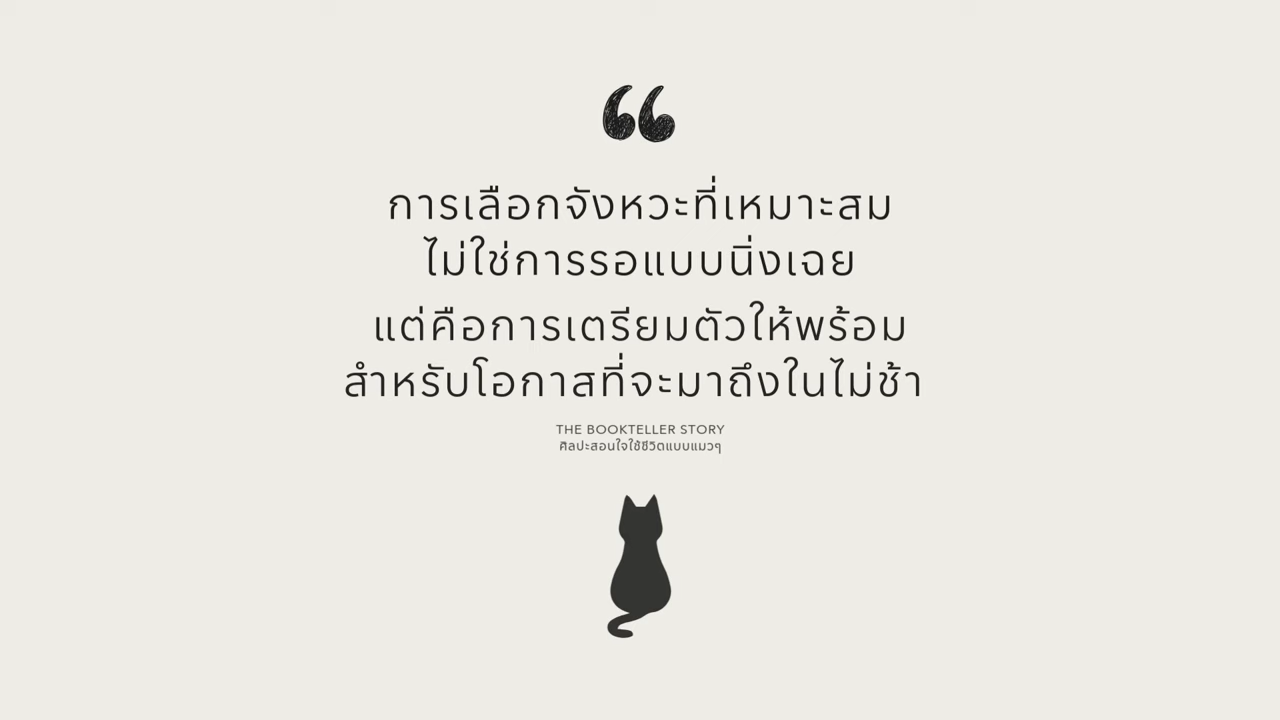 การเลือกจังหวะที่เหมาะสม
ไม่ใช่การรอแบบนิ่งเฉย
แต่คือการเตรียมตัวให้พร้อม
สำหรับโอกาสที่จะมาถึงในไม่ช้า
THE BOOKTELLER STORY
ศิลปะสอนใจใช้ชีวิตแบบแมวๆ